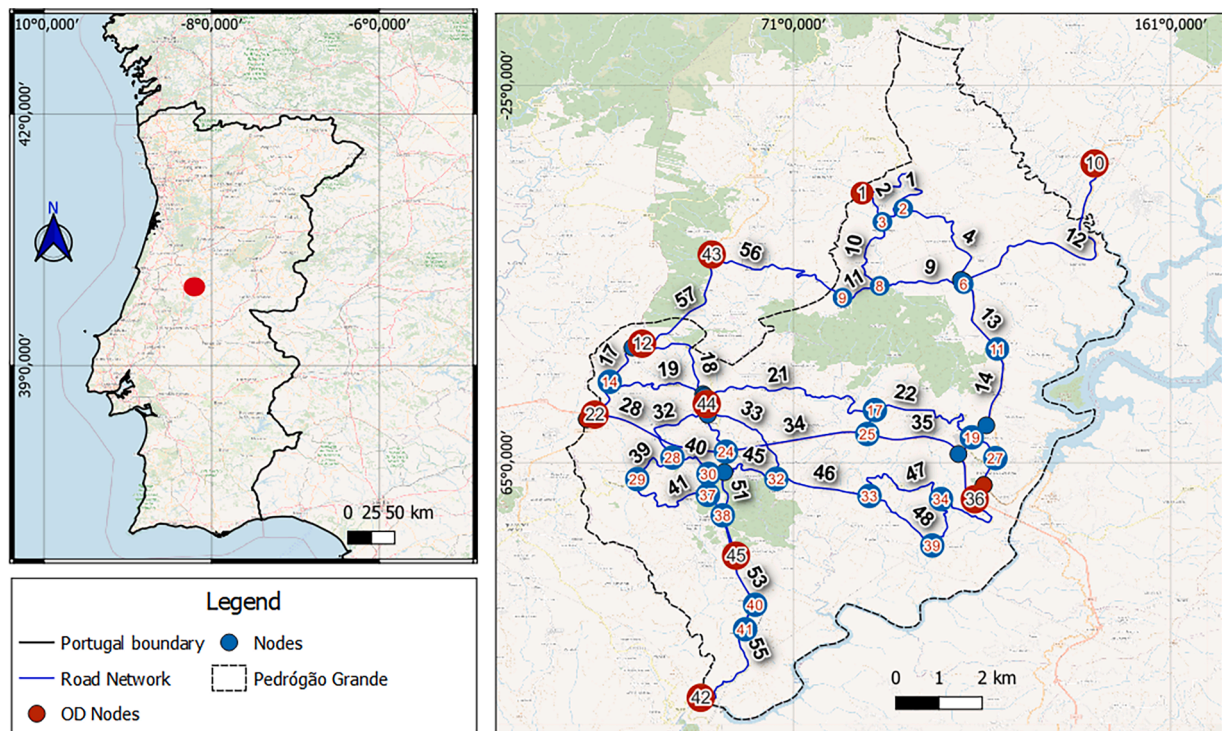 10°0,000′ -8°0,000′ -6°0,000′
42°0,000′
N
39°0,000′
0 25 50 km
Legend
Portugal boundary Nodes
Road Network Pedrógão Grande
OD Nodes
71°0,000′ 161°0,000′
-25°0,000′
65°0,000′
10
1 2 7 2
3
4
43 56 10 12
9 6
11 8
9
57 13
12 11
17 18
14 19 21 14
22 28 32 44 33 22
17
34 25 35 19
39 28 40 24 45 27
29 30 32 46 47
41 37 51 33 34 36
38 48
45 39
53
40
41
55
42
0 1 2 km